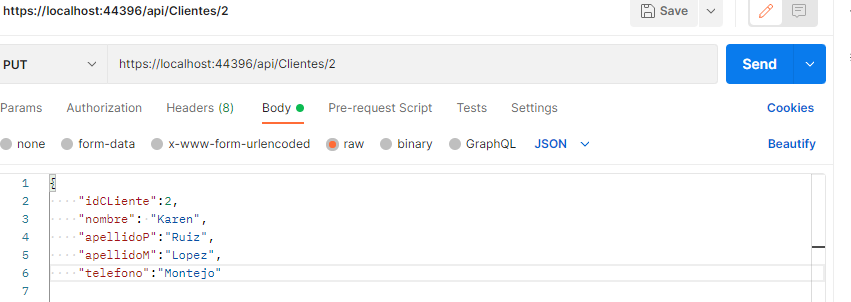 https://localhost:44396/api/Clientes/2 Save
PUT https://localhost:44396/api/Clientes/2 Send
Params Authorization Headers (8) Body Pre-request Script Tests Settings Cookies
none form-data x-www-form-urlencoded raw binary GraphQL JSON Beautify
1 {
2 "idCLiente":2,
3 "nombre": "Karen",
4 "apellidoP":"Ruiz",
5 "apellidoM":"Lopez",
6 "telefono":"Montejo"
7